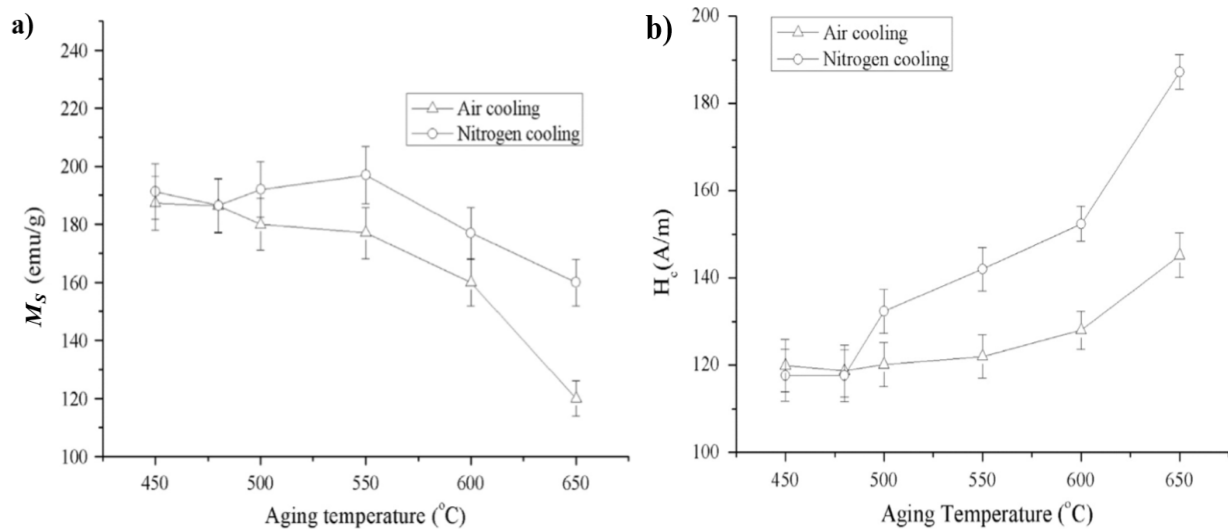 a)
Air cooling
Nitrogen cooling
240
220
200
180
160
140
120
100
450
500
550
600
650
M_S (emu/g)
Aging temperature (°C)
b)
Air cooling
Nitrogen cooling
200
180
160
140
120
100
450
500
550
600
650
H_c (A/m)
Aging Temperature (°C)